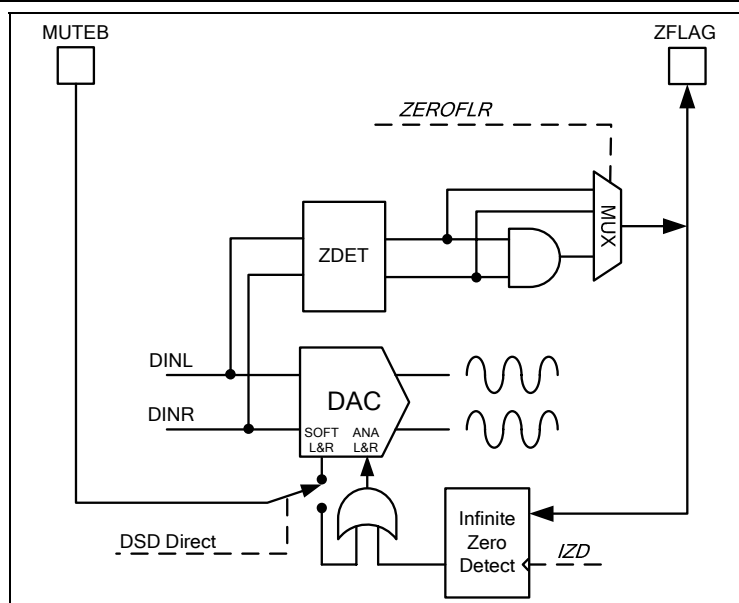 MUTEB
ZFLAG
ZEROFLR
MUX
ZDET
DINL
DINR
DAC
SOFT
L&R
ANA
L&R
DSD Direct
Infinite
Zero
Detect
IZD